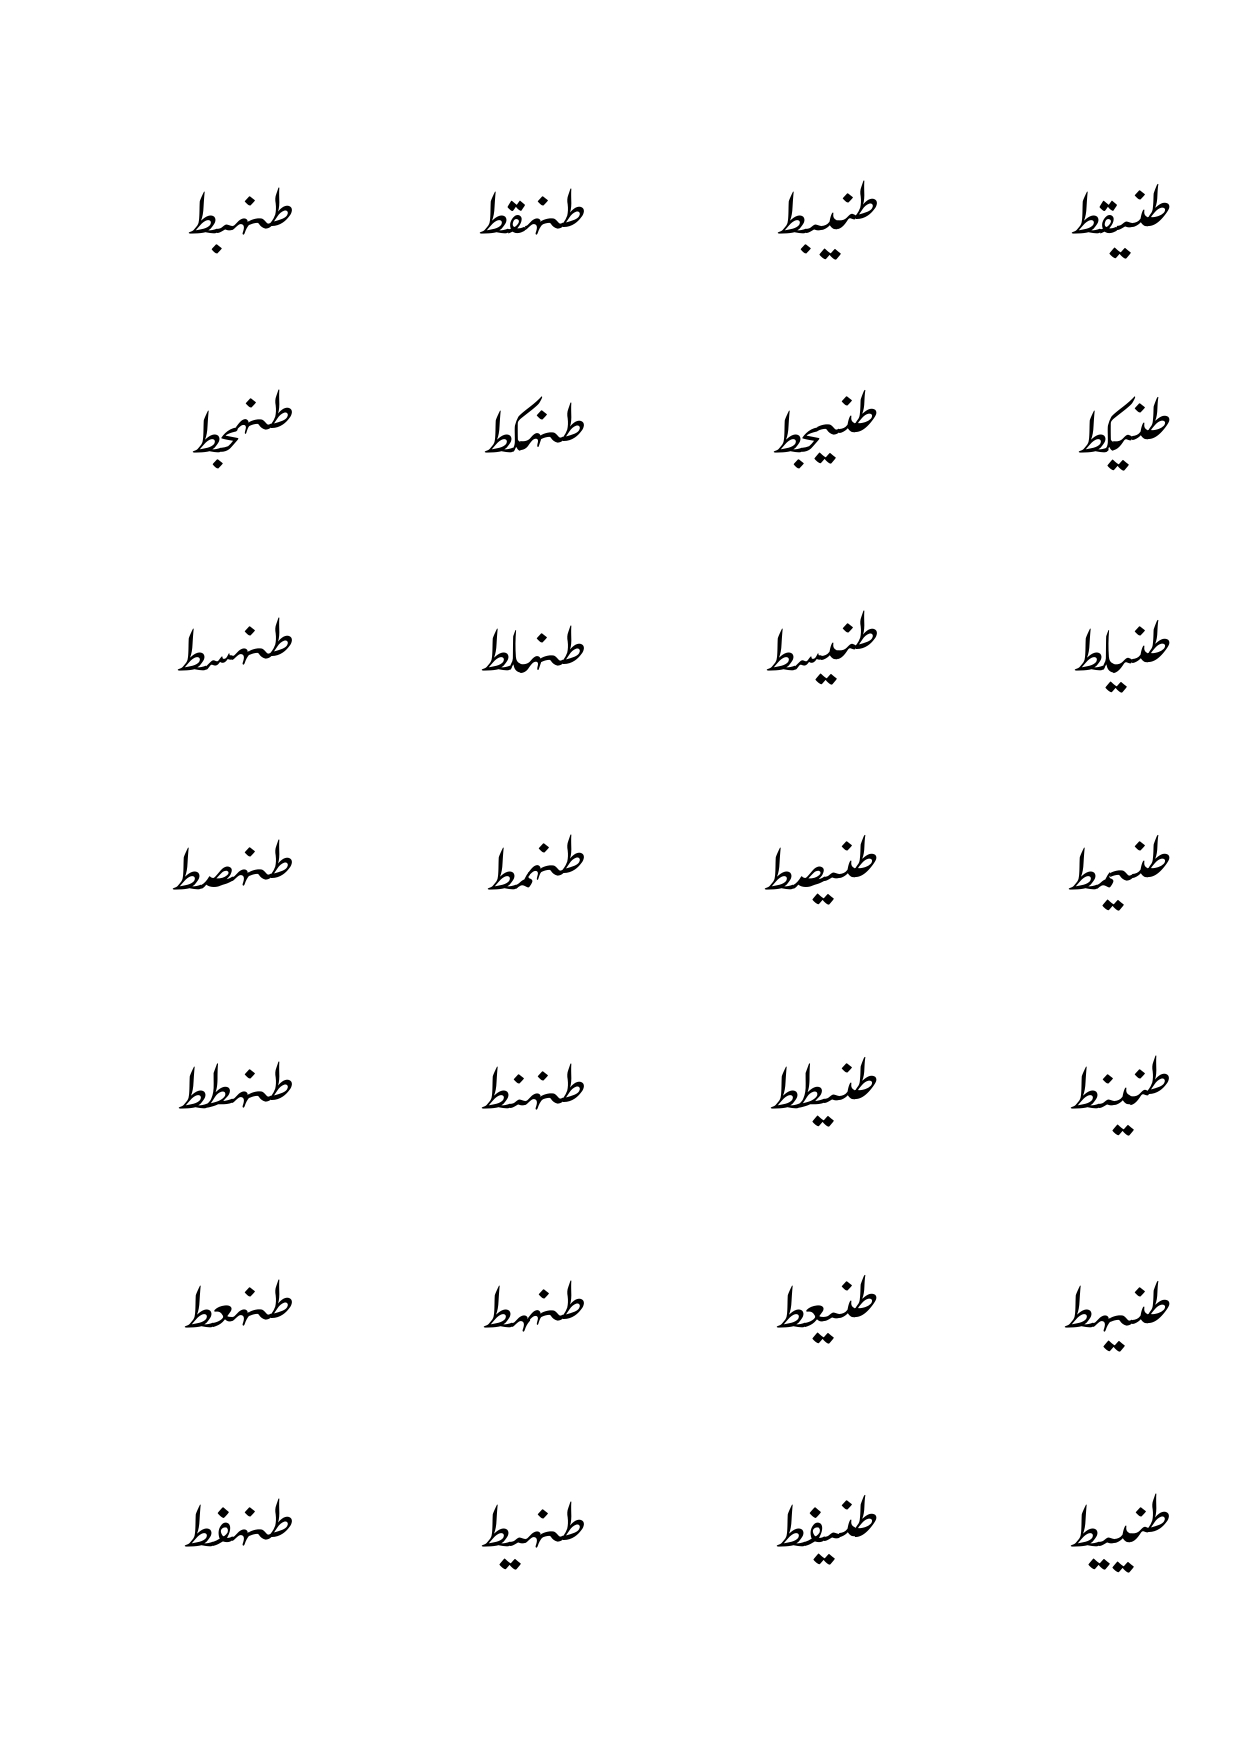 طنيقط طنيبط طنهقط طنهبط
طنيكط طنيجط طنهكط طنهجط
طنيلط طنيسط طنهلط طنهسط
طنيمط طنيصط طنهمط طنهصط
طنينط طنيطط طنهنط طنهطط
طنيهط طنيعط طنههط طنهعط
طنييط طنيفط طنهيط طنهفط